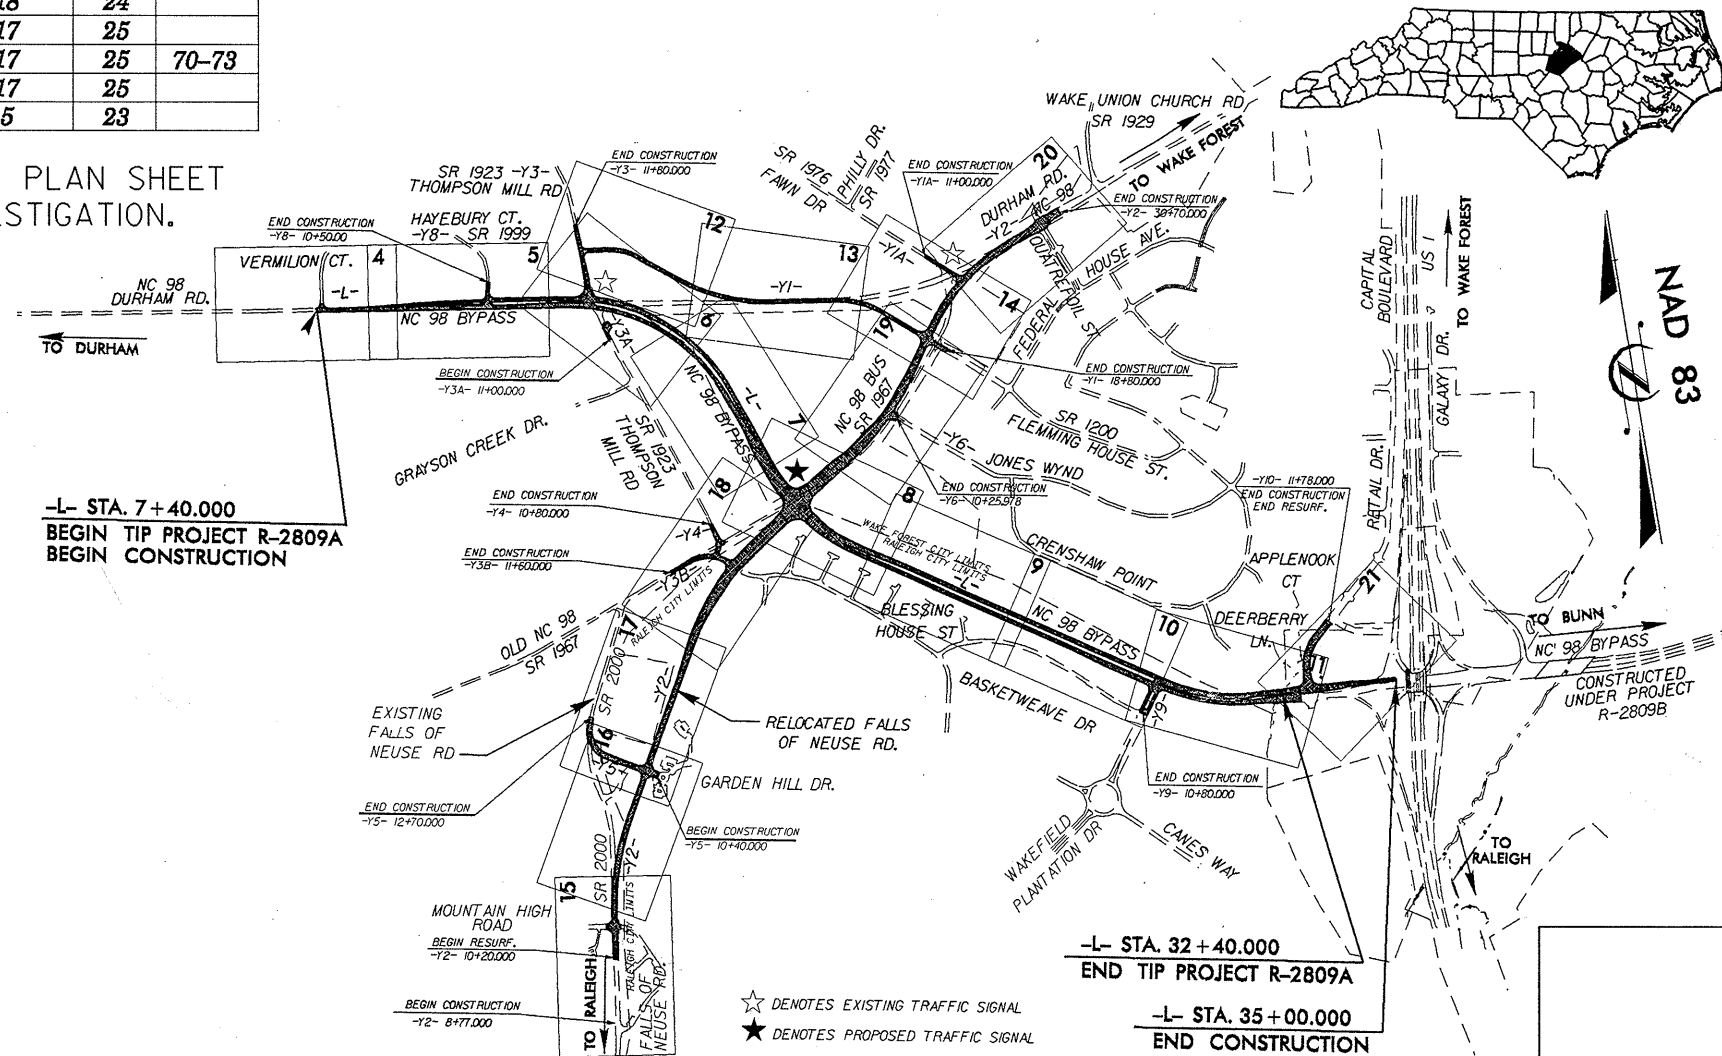 18 24
17 25
17 25 70-73
17 25
5 23
PLAN SHEET
STIGATION.
END CONSTRUCTION
-Y3- 11+80.000
SR 1923 -Y3-
THOMPSON MILL RD
HAYEBURY CT.
-Y8- SR 1999
END CONSTRUCTION
-Y8- 10+50.00
VERMILION CT.
4
5
12
13
-L-
NC 98
DURHAM RD.
NC 98 BYPASS
TO DURHAM
-Y1-
6
-Y3A-
BEGIN CONSTRUCTION
-Y3A- 11+00.000
GRAYSON CREEK DR.
SR 1923
THOMPSON
MILL RD
NC 98 BYPASS
-L-
7
NC 98 BUS
SR 1967
19
SR 1976
FAWN DR
PHILLY DR.
SR 1977
END CONSTRUCTION
-Y1A- 11+00.000
-Y1A-
DURHAM RD.
-Y2- NC 98
20
WAKE UNION CHURCH RD
SR 1929
TO WAKE FOREST
END CONSTRUCTION
-Y2- 30+70.000
QUATREFOIL ST
FEDERAL HOUSE AVE.
14
END CONSTRUCTION
-Y1- 18+80.000
SR 1200
FLEMMING HOUSE ST.
-Y6-
JONES WYND
END CONSTRUCTION
-Y6- 10+25.978
CAPITAL
BOULEVARD
US 1
TO WAKE FOREST
GALAXY DR.
RETAIL DR.
NAD 83
-Y10- 11+78.000
END CONSTRUCTION
END RESURF.
-L- STA. 7+40.000
BEGIN TIP PROJECT R-2809A
BEGIN CONSTRUCTION
END CONSTRUCTION
-Y4- 10+80.000
-Y4-
18
8
END CONSTRUCTION
-Y3B- 11+60.000
-Y3B-
RALEIGH CITY LIMITS
WAKE FOREST CITY LIMITS
RALEIGH CITY LIMITS
-L-
9
CRENSHAW POINT
APPLENOOK
CT
21
BLESSING
HOUSE ST
NC 98 BYPASS
10
DEERBERRY
LN.
11
TO BUNN
NC 98 BYPASS
CONSTRUCTED
UNDER PROJECT
R-2809B
OLD NC 98
SR 1967
17
SR 2000
-Y2-
EXISTING
FALLS OF
NEUSE RD
RELOCATED FALLS
OF NEUSE RD.
BASKETWEAVE DR
-Y9-
END CONSTRUCTION
-Y9- 10+80.000
16
-Y5-
GARDEN HILL DR.
END CONSTRUCTION
-Y5- 12+70.000
BEGIN CONSTRUCTION
-Y5- 10+40.000
WAKEFIELD
PLANTATION DR
CANES WAY
TO
RALEIGH
15
SR 2000
-Y2-
MOUNTAIN HIGH
ROAD
BEGIN RESURF.
-Y2- 10+20.000
RALEIGH CITY LIMITS
FALLS OF
NEUSE RD.
TO RALEIGH
BEGIN CONSTRUCTION
-Y2- 8+77.000
DENOTES EXISTING TRAFFIC SIGNAL
DENOTES PROPOSED TRAFFIC SIGNAL
-L- STA. 32+40.000
END TIP PROJECT R-2809A
-L- STA. 35+00.000
END CONSTRUCTION